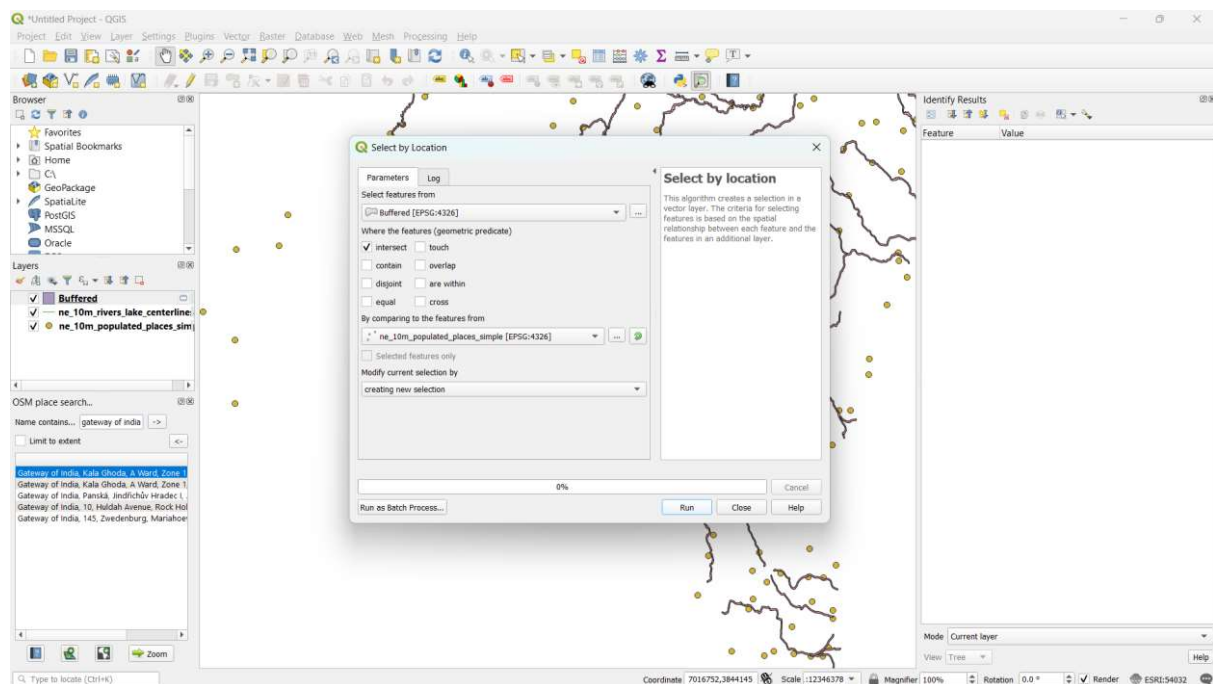 *Untitled Project - QGIS
Project Edit View Layer Settings Plugins Vector Raster Database Web Mesh Processing Help
Browser
Favorites
Spatial Bookmarks
Home
C:\
GeoPackage
SpatiaLite
PostGIS
MSSQL
Oracle
Layers
Buffered
ne_10m_rivers_lake_centerline
ne_10m_populated_places_sim
OSM place search...
Name contains... gateway of india ->
Limit to extent <-
Gateway of India, Kala Ghoda, A Ward, Zone 1
Gateway of India, Kala Ghoda, A Ward, Zone 1
Gateway of India, Panská, Jindřichův Hradec I,
Gateway of India, 10, Huldah Avenue, Rock Hol
Gateway of India, 145, Zwedenburg, Mariahoe
Zoom
Select by Location
Parameters Log
Select features from
Buffered [EPSG:4326]
Where the features (geometric predicate)
intersect touch
contain overlap
disjoint are within
equal cross
By comparing to the features from
ne_10m_populated_places_simple [EPSG:4326]
Selected features only
Modify current selection by
creating new selection
Select by location
This algorithm creates a selection in a
vector layer. The criteria for selecting
features is based on the spatial
relationship between each feature and the
features in an additional layer.
0% Cancel
Run as Batch Process... Run Close Help
Identify Results
Feature Value
Mode Current layer
View Tree Help
Type to locate (Ctrl+K) Coordinate 7016752,3844145 Scale :12346378 Magnifier 100% Rotation 0.0 ° Render ESRI:54032